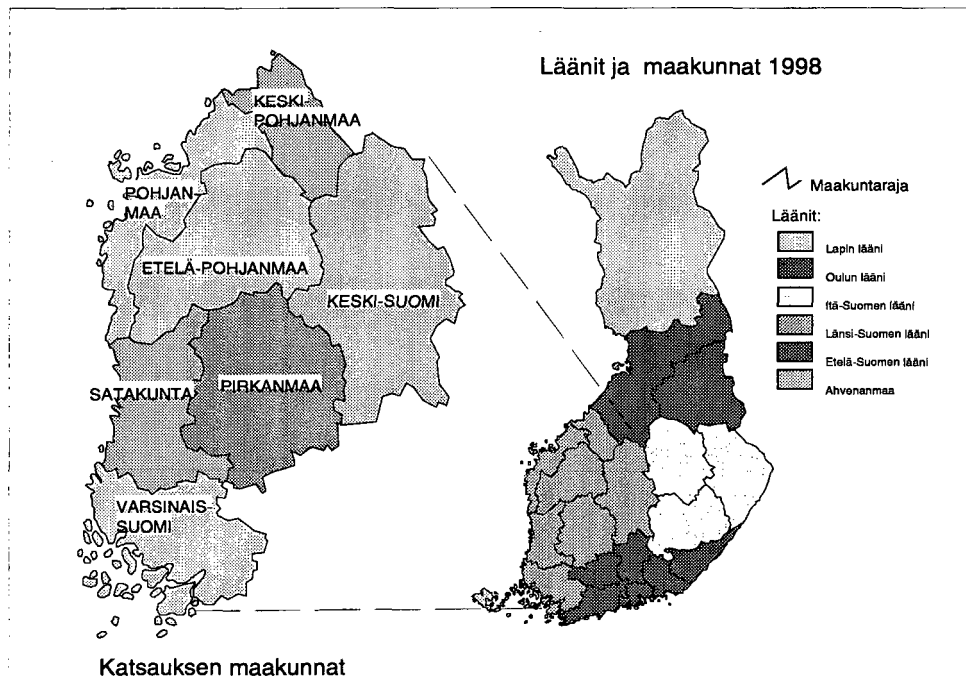 Läänit ja maakunnat 1998
KESKI-
POHJANMAA
POHJAN-
MAA
ETELÄ-POHJANMAA
KESKI-SUOMI
SATAKUNTA
PIRKANMAA
VARSINAIS-
SUOMI
Maakuntaraja
Läänit:
Lapin lääni
Oulun lääni
Itä-Suomen lääni
Länsi-Suomen lääni
Etelä-Suomen lääni
Ahvenanmaa
Katsauksen maakunnat